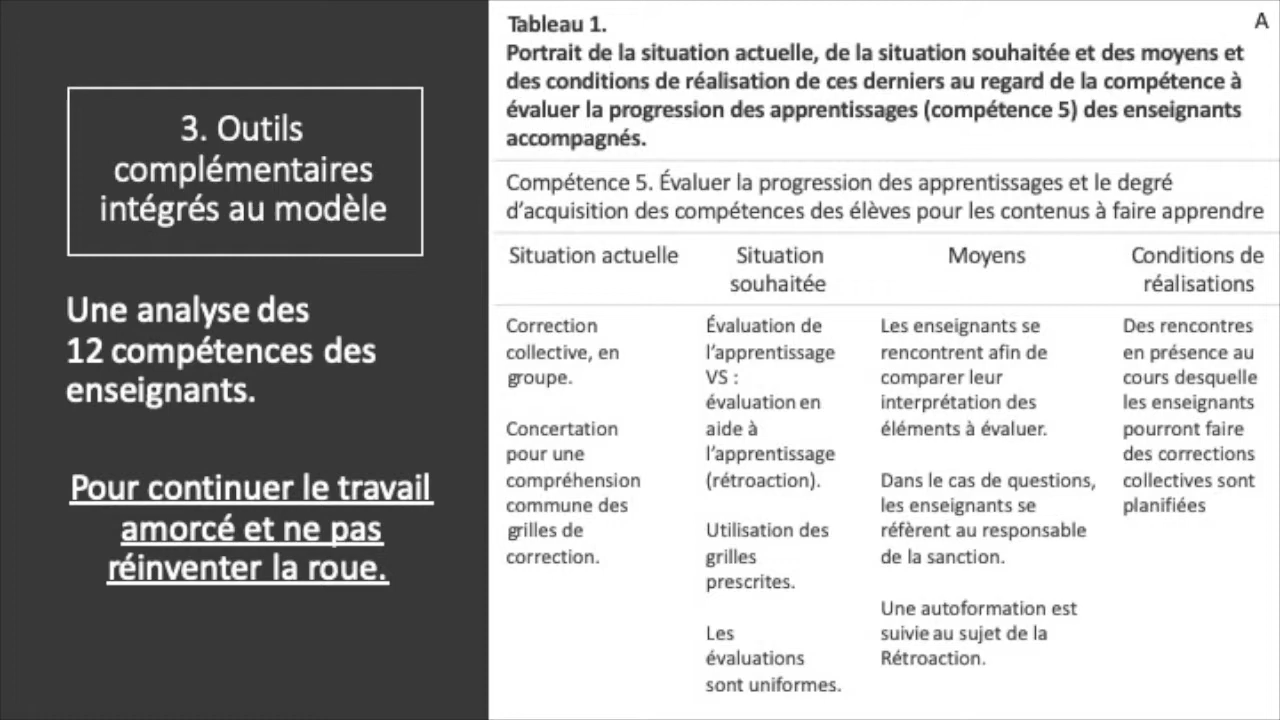 3. Outils
complémentaires
intégrés au modèle
Une analyse des
12 compétences des
enseignants.
Pour continuer le travail
amorcé et ne pas
réinventer la roue.
A
Tableau 1.
Portrait de la situation actuelle, de la situation souhaitée et des moyens et
des conditions de réalisation de ces derniers au regard de la compétence à
évaluer la progression des apprentissages (compétence 5) des enseignants
accompagnés.
Compétence 5. Évaluer la progression des apprentissages et le degré
d'acquisition des compétences des élèves pour les contenus à faire apprendre
Situation actuelle
Situation
souhaitée
Moyens
Conditions de
réalisations
Correction
collective, en
groupe.
Concertation
pour une
compréhension
commune des
grilles de
correction.
Évaluation de
l'apprentissage
VS :
évaluation en
aide à
l'apprentissage
(rétroaction).
Utilisation des
grilles
prescrites.
Les
évaluations
sont uniformes.
Les enseignants se
rencontrent afin de
comparer leur
interprétation des
éléments à évaluer.
Dans le cas de questions,
les enseignants se
réfèrent au responsable
de la sanction.
Une autoformation est
suivie au sujet de la
Rétroaction.
Des rencontres
en présence au
cours desquelle
les enseignants
pourront faire
des corrections
collectives sont
planifiées